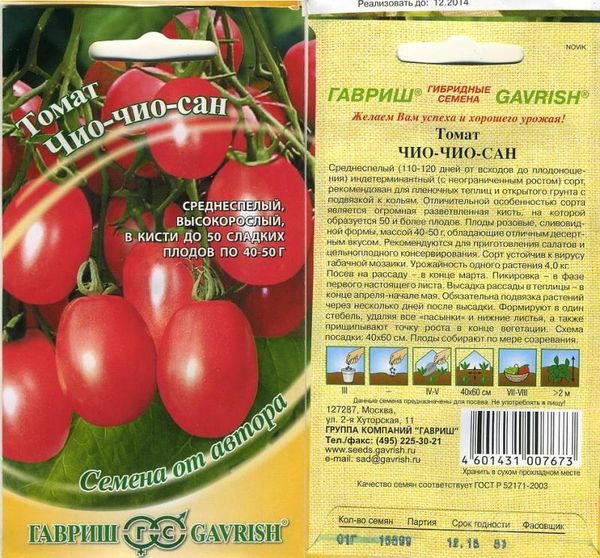 Томат
Чио-чио-сан
СРЕДНЕСПЕЛЫЙ,
ВЫСОКОРОСЛЫЙ,
В КИСТИ ДО 50 СЛАДКИХ
ПЛОДОВ ПО 40-50 Г
Семена от автора
ГАВРИШ ГС GAVRISH®
Реализовать до: 12.2014
NOVIK
ГАВРИШ® ГИБРИДНЫЕ СЕМЕНА GAVRISH®
Желаем Вам успеха и хорошего урожая!
Томат
ЧИО-ЧИО-САН
Среднеспелый (110-120 дней от всходов до плодоноше-
ния) индетерминантный (с неограниченным ростом) сорт,
рекомендован для пленочных теплиц и открытого грунта с
подвязкой к кольям. Отличительной особенностью сорта
является огромная разветвленная кисть, на которой
образуется 50 и более плодов. Плоды розовые, сливовид-
ной формы, массой 40-50 г, обладающие отличным десерт-
ным вкусом. Рекомендуются для приготовления салатов и
цельноплодного консервирования. Сорт устойчив к вирусу
табачной мозаики. Урожайность одного растения 4,0 кг.
Посев на рассаду – в конце марта. Пикировка – в фазе
первого настоящего листа. Высадка рассады в теплицы – в
конце апреля-начале мая. Обязательна подвязка растений
через несколько дней после высадки. Формируют в один
стебель, удаляя все «пасынки» и нижние листья, а также
прищипывают точку роста в конце вегетации. Схема
посадки: 40х60 см. Плоды собирают по мере созревания.
III – IV-V 40х60 см VII-VIII >2 м
Данные семена предназначены для посева. Не употреблять в пищу!
127287, Москва,
ул. 2-я Хуторская, 11
ГРУППА КОМПАНИЙ "ГАВРИШ"
Тел./факс: (495) 225-30-21
www.seeds.gavrish.ru
e-mail: sad@gavrish.ru
4 601431 007673
Хранить в сухом прохладном месте
Качество семян соответствует ГОСТ Р 52171-2003
Кол-во семян Партия Срок годности Фасовщик